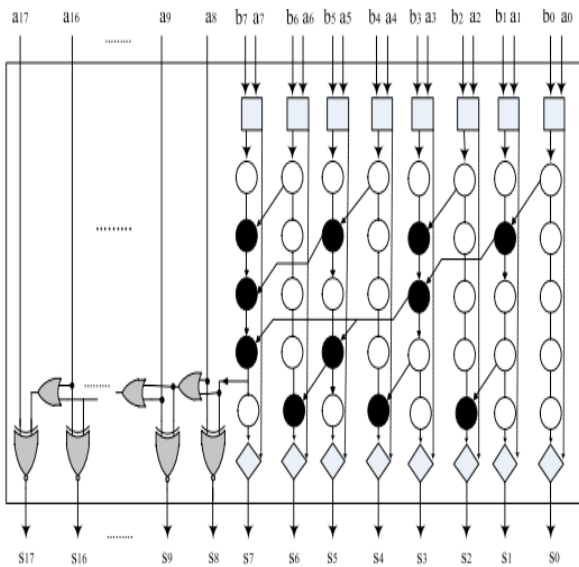 a17 a16 ......... a9 a8 b7 a7 b6 a6 b5 a5 b4 a4 b3 a3 b2 a2 b1 a1 b0 a0
s17 s16 ......... s9 s8 s7 s6 s5 s4 s3 s2 s1 s0